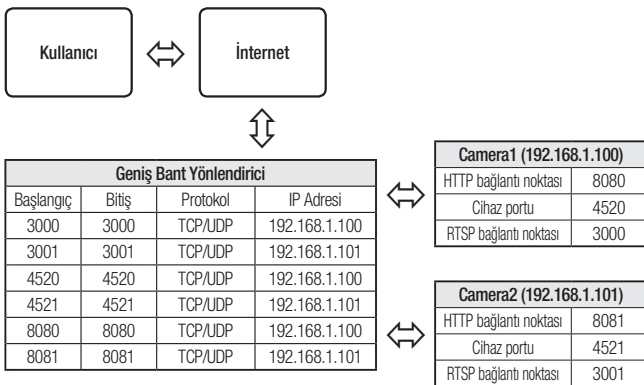 Kullanıcı
İnternet
Geniş Bant Yönlendirici
Başlangıç Bitiş Protokol IP Adresi
3000 3000 TCP/UDP 192.168.1.100
3001 3001 TCP/UDP 192.168.1.101
4520 4520 TCP/UDP 192.168.1.100
4521 4521 TCP/UDP 192.168.1.101
8080 8080 TCP/UDP 192.168.1.100
8081 8081 TCP/UDP 192.168.1.101
Camera1 (192.168.1.100)
HTTP bağlantı noktası 8080
Cihaz portu 4520
RTSP bağlantı noktası 3000
Camera2 (192.168.1.101)
HTTP bağlantı noktası 8081
Cihaz portu 4521
RTSP bağlantı noktası 3001